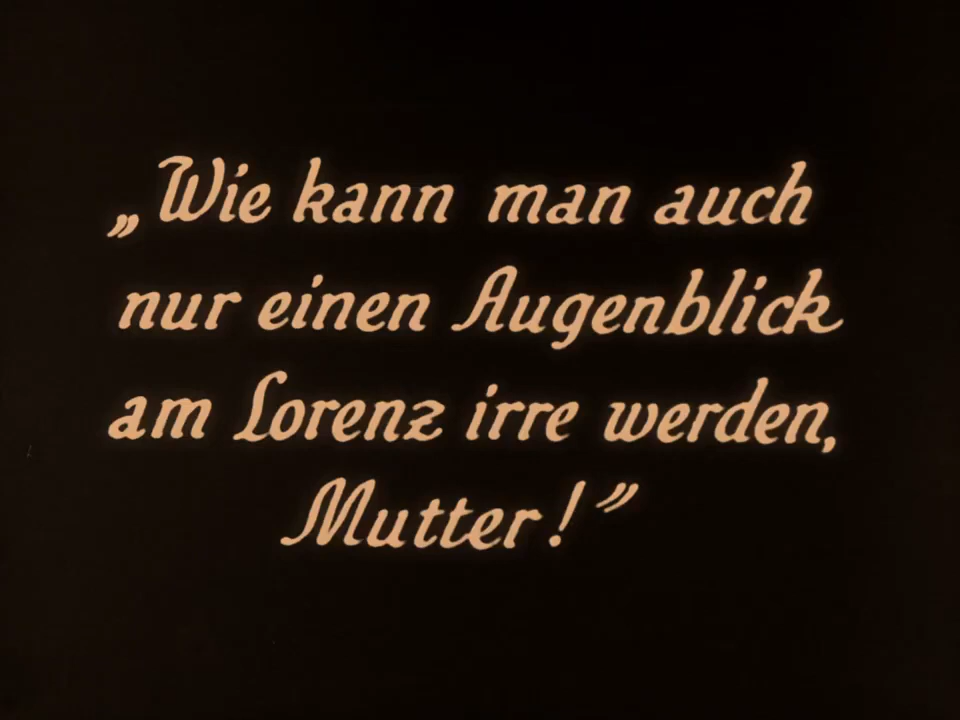 „Wie kann man auch
nur einen Augenblick
am Lorenz irre werden,
Mutter!”